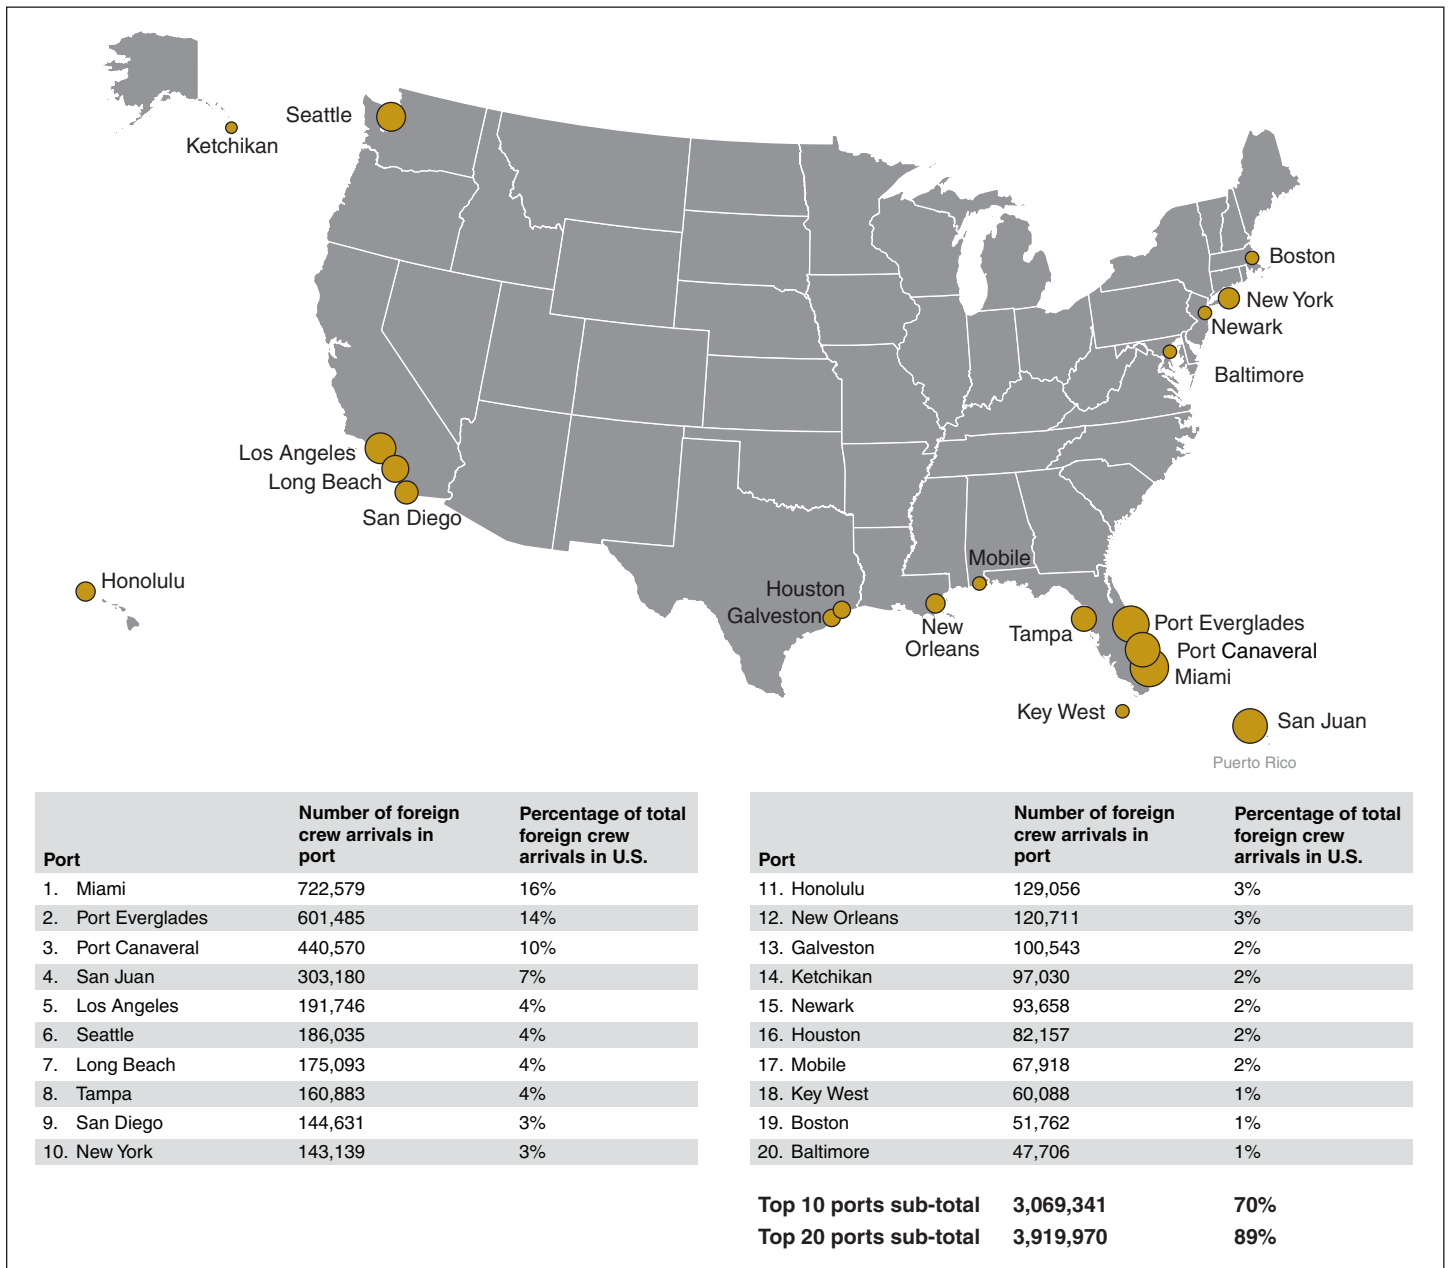 Seattle
Ketchikan
Boston
New York
Newark
Baltimore
Los Angeles
Long Beach
San Diego
Honolulu
Mobile
Houston
Galveston
New
Orleans
Tampa
Port Everglades
Port Canaveral
Miami
Key West
San Juan
Puerto Rico
Port Number of foreign crew arrivals in port Percentage of total foreign crew arrivals in U.S.
1. Miami 722,579 16%
2. Port Everglades 601,485 14%
3. Port Canaveral 440,570 10%
4. San Juan 303,180 7%
5. Los Angeles 191,746 4%
6. Seattle 186,035 4%
7. Long Beach 175,093 4%
8. Tampa 160,883 4%
9. San Diego 144,631 3%
10. New York 143,139 3%
Port Number of foreign crew arrivals in port Percentage of total foreign crew arrivals in U.S.
11. Honolulu 129,056 3%
12. New Orleans 120,711 3%
13. Galveston 100,543 2%
14. Ketchikan 97,030 2%
15. Newark 93,658 2%
16. Houston 82,157 2%
17. Mobile 67,918 2%
18. Key West 60,088 1%
19. Boston 51,762 1%
20. Baltimore 47,706 1%
Top 10 ports sub-total 3,069,341 70%
Top 20 ports sub-total 3,919,970 89%